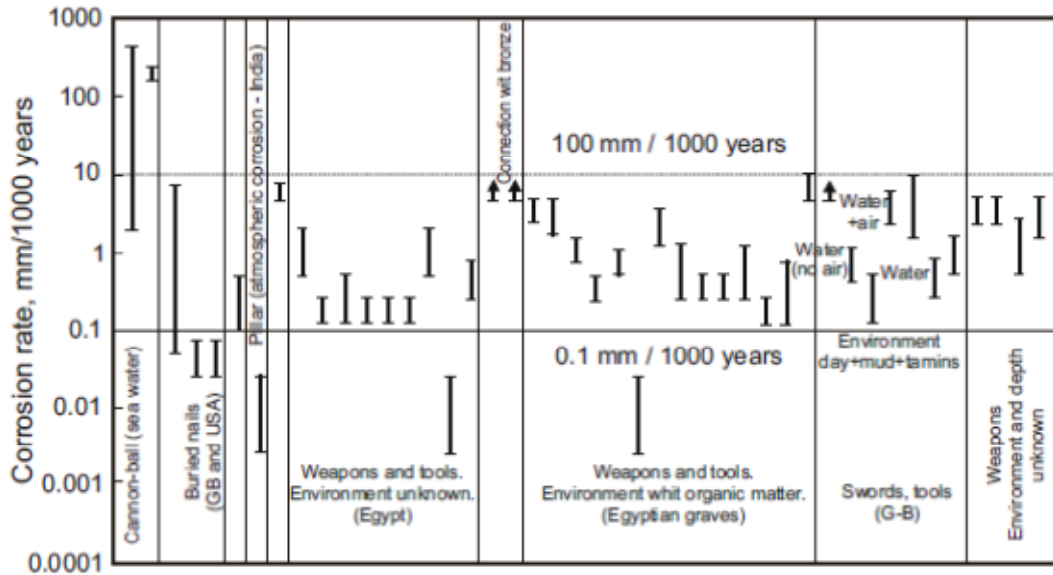 Corrosion rate, mm/1000 years
1000
100
10
1
0.1
0.01
0.001
0.0001
Cannon-ball (sea water)
Buried nails
(GB and USA)
Pillar (atmospheric corrosion - India)
Weapons and tools.
Environment unknown.
(Egypt)
Connection wit bronze
100 mm / 1000 years
0.1 mm / 1000 years
Weapons and tools.
Environment whit organic matter.
(Egyptian graves)
Water
(no air)
Water
+air
Water
Environment
day+mud+tamins
Swords, tools
(G-B)
Weapons
Environment and depth
unknown